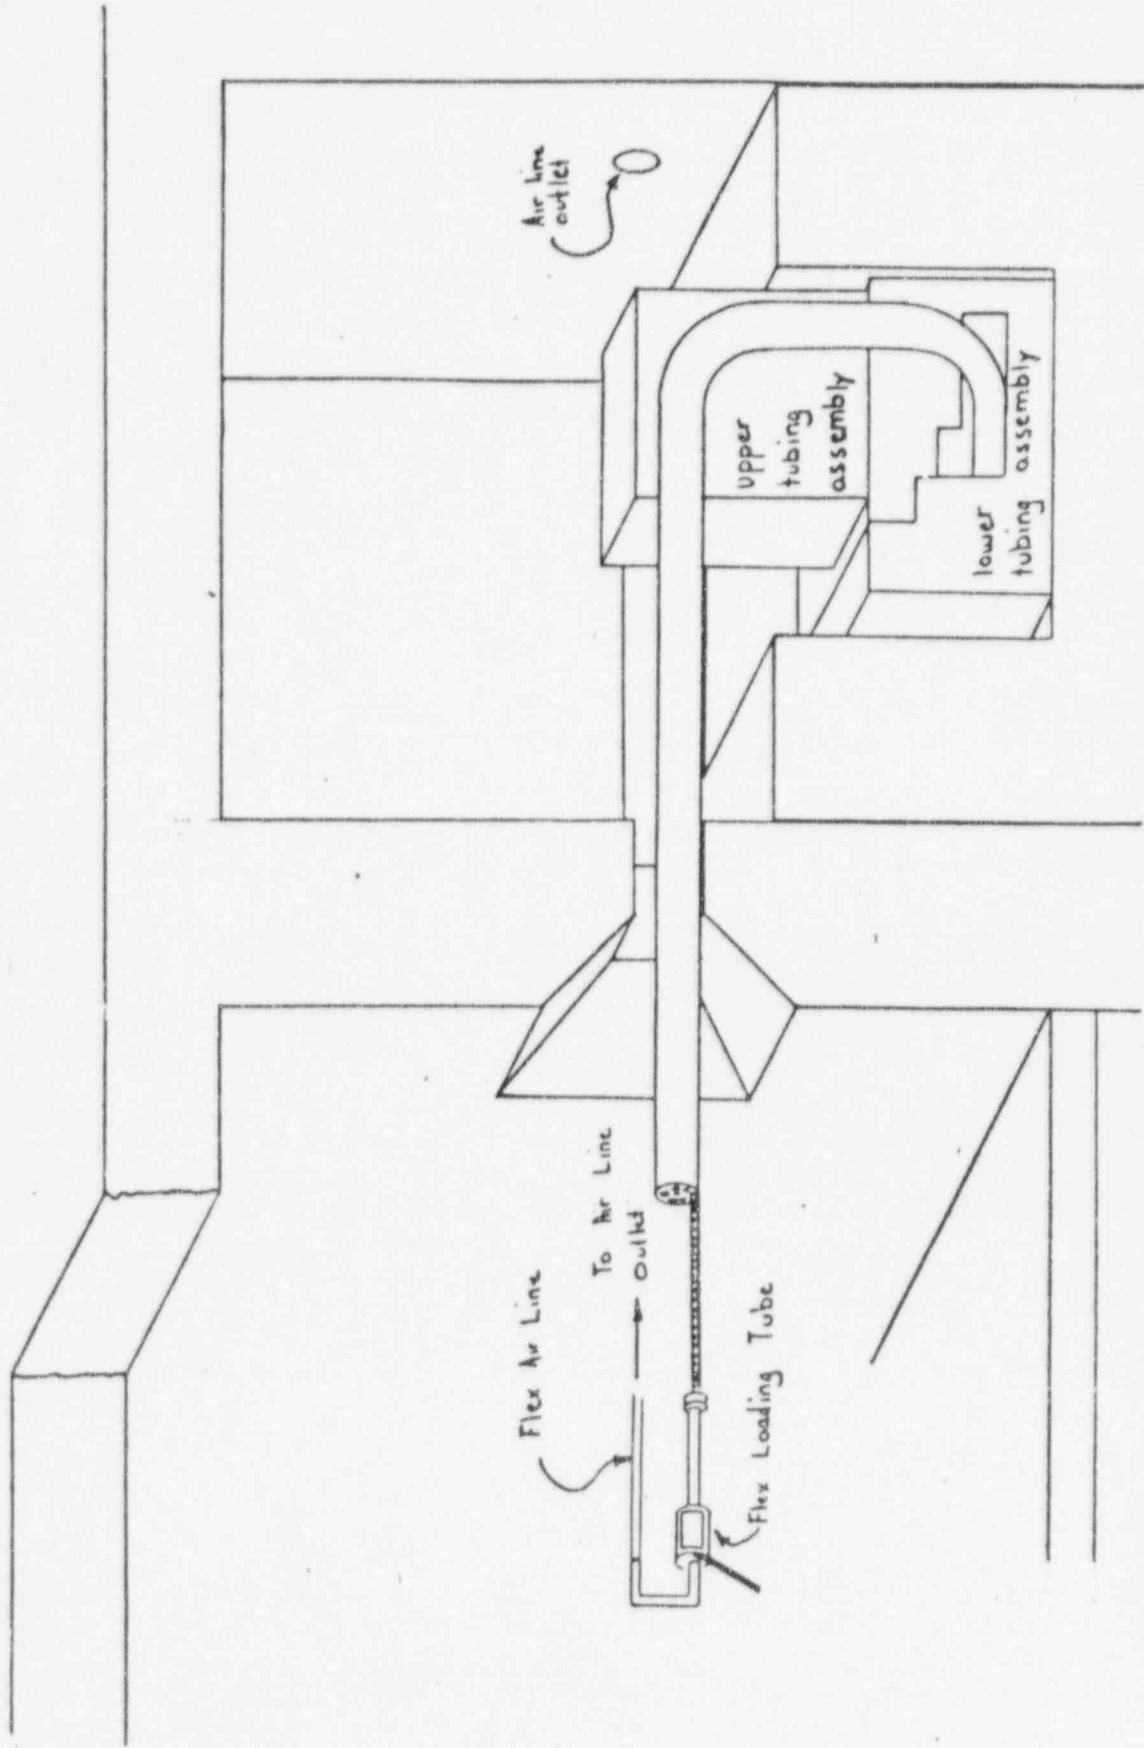 Air Line
outlet
upper
tubing
assembly
lower
tubing assembly
To Air Line
Outlet
Flex Air Line
Flex Loading Tube